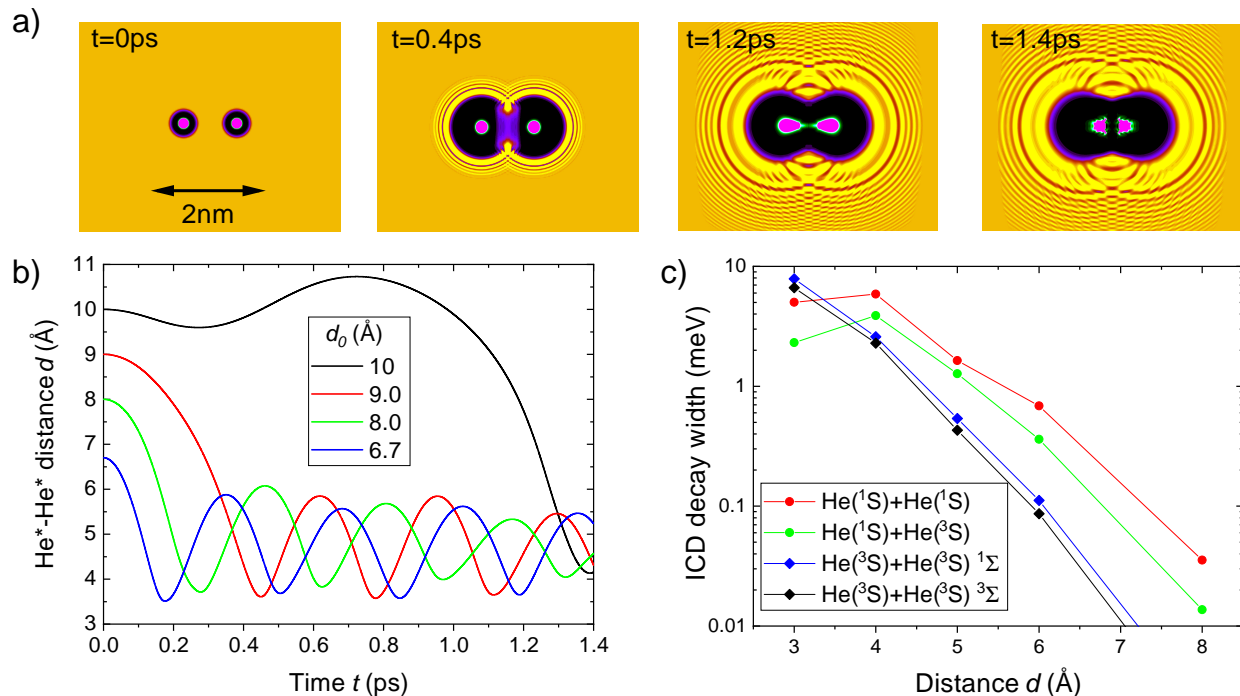 a)
t=0ps
t=0.4ps
t=1.2ps
t=1.4ps
2nm
b)
He*-He* distance d (Å)
11
10
9
8
7
6
5
4
3
d₀ (Å)
10
9.0
8.0
6.7
0.0 0.2 0.4 0.6 0.8 1.0 1.2 1.4
Time t (ps)
c)
ICD decay width (meV)
10
1
0.1
0.01
He(¹S)+He(¹S)
He(¹S)+He(³S)
He(³S)+He(³S) ¹Σ
He(³S)+He(³S) ³Σ
3 4 5 6 7 8
Distance d (Å)